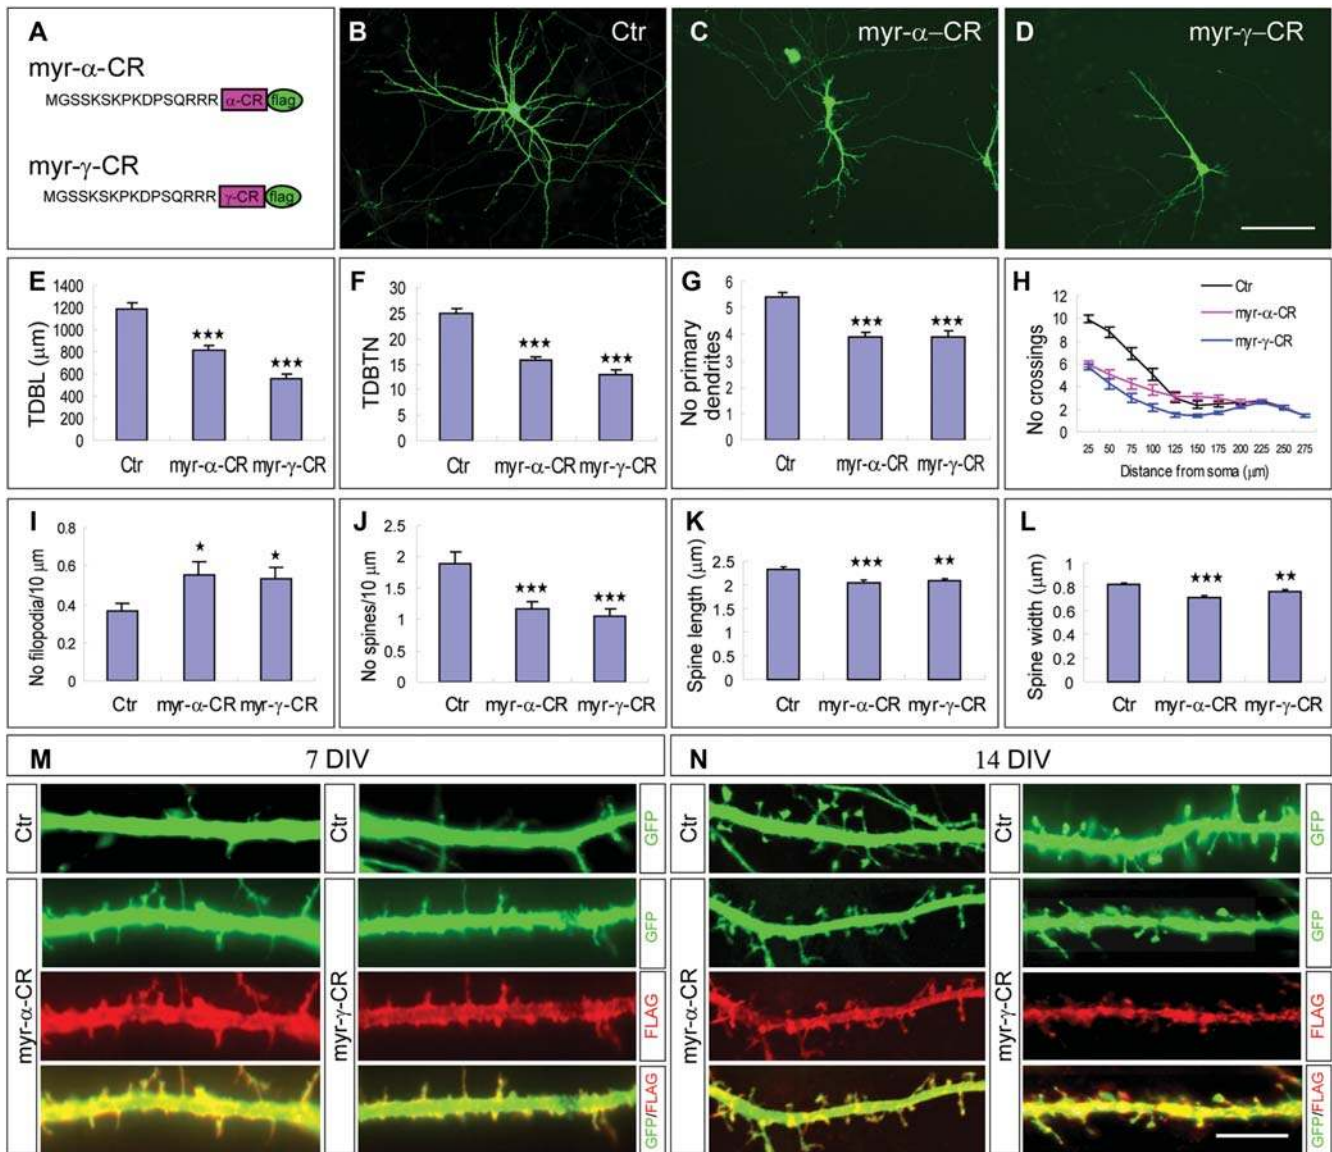 A
myr-α-CR
MGSSKSKPKDPSQRRR α-CR flag
myr-γ-CR
MGSSKSKPKDPSQRRR γ-CR flag
B Ctr
C myr-α–CR
D myr-γ–CR
E
TDBL (μm)
1400
1200
1000
800
600
400
200
0
★★★
★★★
Ctr myr-α-CR myr-γ-CR
F
TDBTN
30
25
20
15
10
5
0
★★★
★★★
Ctr myr-α-CR myr-γ-CR
G
No primary
dendrites
6
5
4
3
2
1
0
★★★ ★★★
Ctr myr-α-CR myr-γ-CR
H
Ctr
myr-α-CR
myr-γ-CR
No crossings
12
10
8
6
4
2
0
25 50 75 100 125 150 175 200 225 250 275
Distance from soma (μm)
I
No filopodia/10 μm
0.8
0.6
0.4
0.2
0
★ ★
Ctr myr-α-CR myr-γ-CR
J
No spines/10 μm
2.5
2
1.5
1
0.5
0
★★★ ★★★
Ctr myr-α-CR myr-γ-CR
K
Spine length (μm)
2.5
2
1.5
1
0.5
0
★★★ ★★
Ctr myr-α-CR myr-γ-CR
L
Spine width (μm)
1
0.8
0.6
0.4
0.2
0
★★★ ★★
Ctr myr-α-CR myr-γ-CR
M 7 DIV
N 14 DIV
Ctr
Ctr
GFP
Ctr
Ctr
GFP
myr-α-CR
myr-γ-CR
GFP
FLAG
GFP/FLAG
myr-α-CR
myr-γ-CR
GFP
FLAG
GFP/FLAG